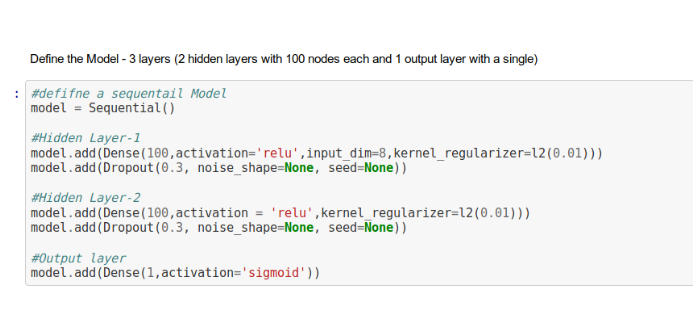 Define the Model - 3 layers (2 hidden layers with 100 nodes each and 1 output layer with a single)
: #defifne a sequentail Model
model = Sequential()
#Hidden Layer-1
model.add(Dense(100,activation='relu',input_dim=8,kernel_regularizer=l2(0.01)))
model.add(Dropout(0.3, noise_shape=None, seed=None))
#Hidden Layer-2
model.add(Dense(100,activation = 'relu',kernel_regularizer=l2(0.01)))
model.add(Dropout(0.3, noise_shape=None, seed=None))
#Output layer
model.add(Dense(1,activation='sigmoid'))